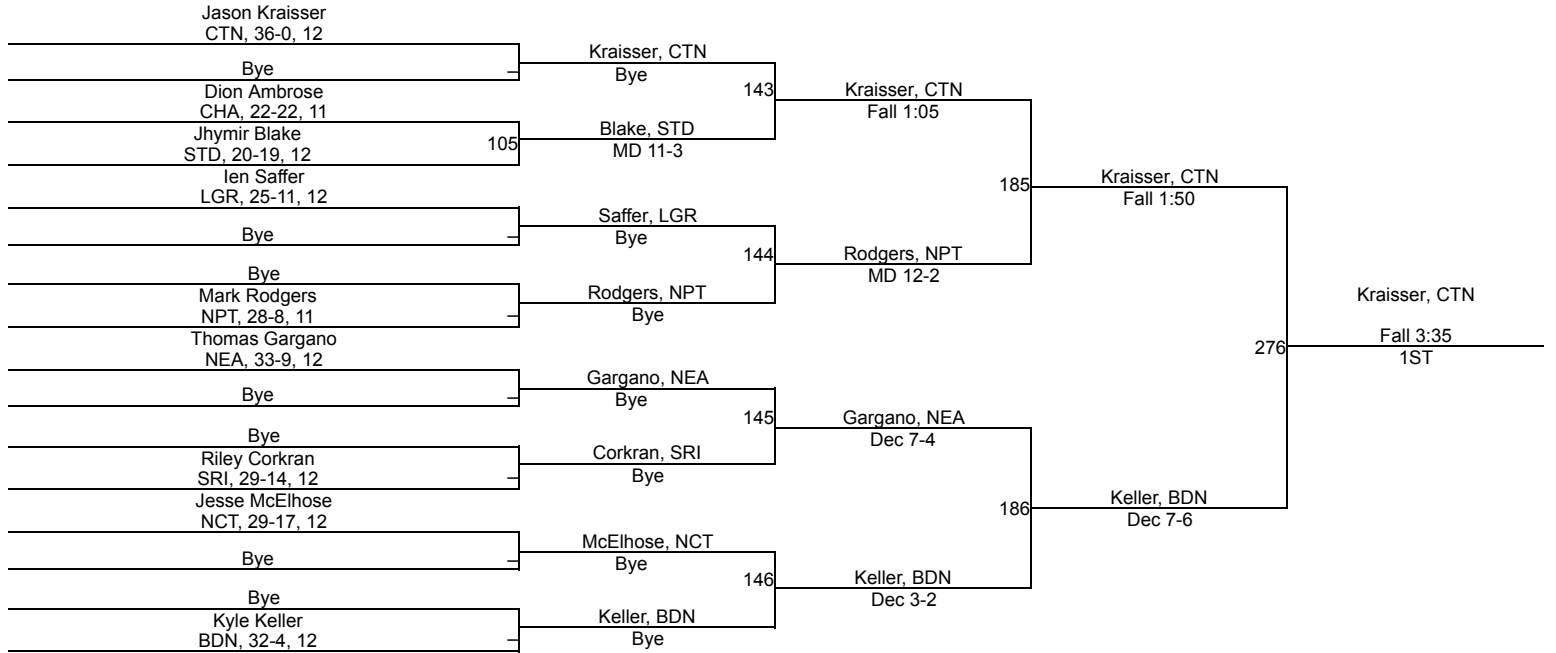 Jason Kraisser
CTN, 36-0, 12
Bye
Dion Ambrose
CHA, 22-22, 11
Jhymir Blake
STD, 20-19, 12
105
Ien Saffer
LGR, 25-11, 12
Bye
Bye
Mark Rodgers
NPT, 28-8, 11
Thomas Gargano
NEA, 33-9, 12
Bye
Bye
Riley Corkran
SRI, 29-14, 12
Jesse McElhose
NCT, 29-17, 12
Bye
Bye
Kyle Keller
BDN, 32-4, 12
Kraisser, CTN
Bye
143
Blake, STD
MD 11-3
Saffer, LGR
Bye
144
Rodgers, NPT
Bye
Gargano, NEA
Bye
145
Corkran, SRI
Bye
McElhose, NCT
Bye
146
Keller, BDN
Bye
Kraisser, CTN
Fall 1:05
185
Rodgers, NPT
MD 12-2
Gargano, NEA
Dec 7-4
186
Keller, BDN
Dec 3-2
Kraisser, CTN
Fall 1:50
276
Keller, BDN
Dec 7-6
Kraisser, CTN
Fall 3:35
1ST